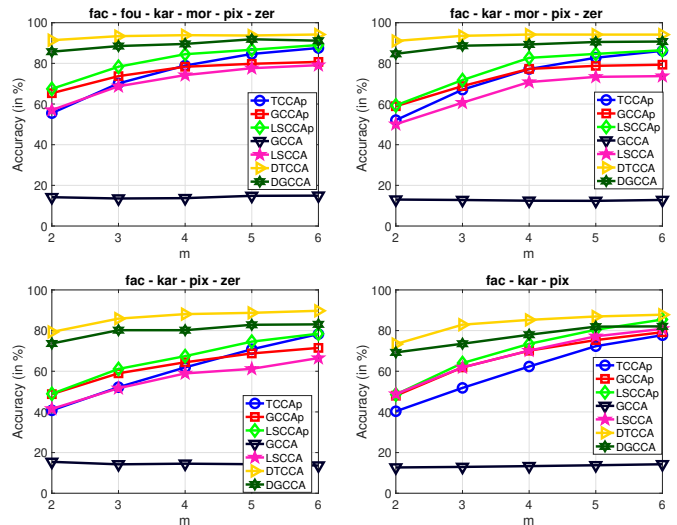 fac - fou - kar - mor - pix - zer
100
80
60
40
20
0
Accuracy (in %)
2 3 4 5 6
m
TCCAp
GCCAp
LSCCAp
GCCA
LSCCA
DTCCA
DGCCA
fac - kar - mor - pix - zer
100
80
60
40
20
0
Accuracy (in %)
2 3 4 5 6
m
TCCAp
GCCAp
LSCCAp
GCCA
LSCCA
DTCCA
DGCCA
fac - kar - pix - zer
100
80
60
40
20
0
Accuracy (in %)
2 3 4 5 6
m
TCCAp
GCCAp
LSCCAp
GCCA
LSCCA
DTCCA
DGCCA
fac - kar - pix
100
80
60
40
20
0
Accuracy (in %)
2 3 4 5 6
m
TCCAp
GCCAp
LSCCAp
GCCA
LSCCA
DTCCA
DGCCA